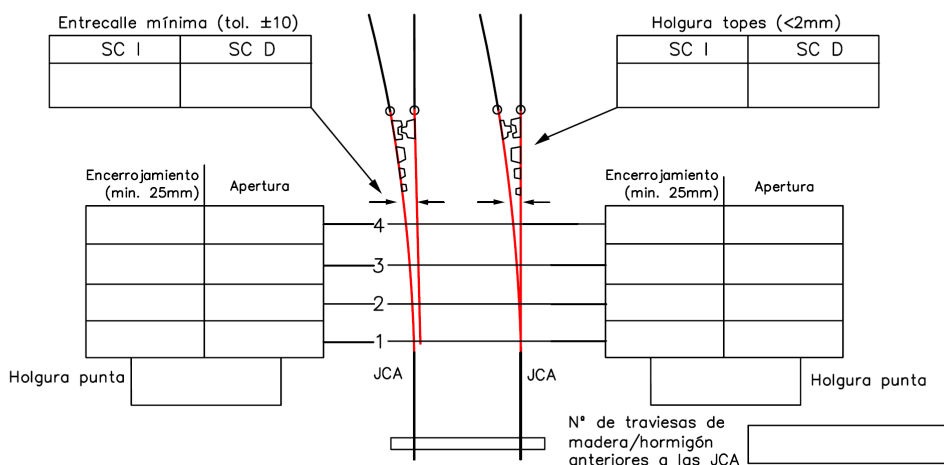 Entrecalle mínima (tol. ±10)
SC I
SC D
Holgura topes (<2mm)
SC I
SC D
Encerrojamiento
(min. 25mm)
Apertura
Encerrojamiento
(min. 25mm)
Apertura
4
3
2
1
Holgura punta
JCA
JCA
Holgura punta
Nº de traviesas de
madera/hormigón
anteriores a las JCA